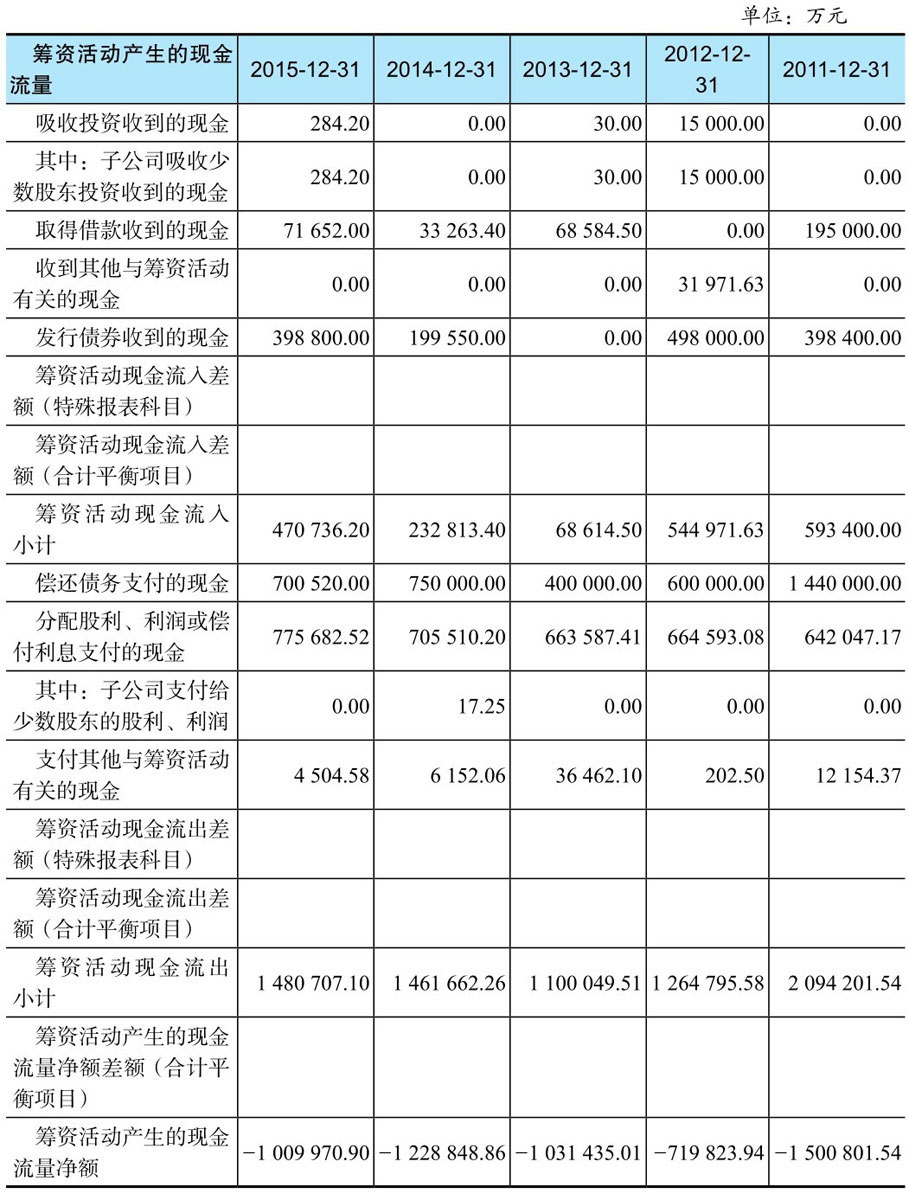 单位：万元
筹资活动产生的现金
流量
2015-12-31 2014-12-31 2013-12-31 2012-12-
31 2011-12-31
吸收投资收到的现金 284.20 0.00 30.00 15 000.00 0.00
其中：子公司吸收少
数股东投资收到的现金 284.20 0.00 30.00 15 000.00 0.00
取得借款收到的现金 71 652.00 33 263.40 68 584.50 0.00 195 000.00
收到其他与筹资活动
有关的现金 0.00 0.00 0.00 31 971.63 0.00
发行债券收到的现金 398 800.00 199 550.00 0.00 498 000.00 398 400.00
筹资活动现金流入差
额（特殊报表科目）
筹资活动现金流入差
额（合计平衡项目）
筹资活动现金流入
小计 470 736.20 232 813.40 68 614.50 544 971.63 593 400.00
偿还债务支付的现金 700 520.00 750 000.00 400 000.00 600 000.00 1 440 000.00
分配股利、利润或偿
付利息支付的现金 775 682.52 705 510.20 663 587.41 664 593.08 642 047.17
其中：子公司支付给
少数股东的股利、利润 0.00 17.25 0.00 0.00 0.00
支付其他与筹资活动
有关的现金 4 504.58 6 152.06 36 462.10 202.50 12 154.37
筹资活动现金流出差
额（特殊报表科目）
筹资活动现金流出差
额（合计平衡项目）
筹资活动现金流出
小计 1 480 707.10 1 461 662.26 1 100 049.51 1 264 795.58 2 094 201.54
筹资活动产生的现金
流量净额差额（合计平
衡项目）
筹资活动产生的现金
流量净额 −1 009 970.90 −1 228 848.86 −1 031 435.01 −719 823.94 −1 500 801.54